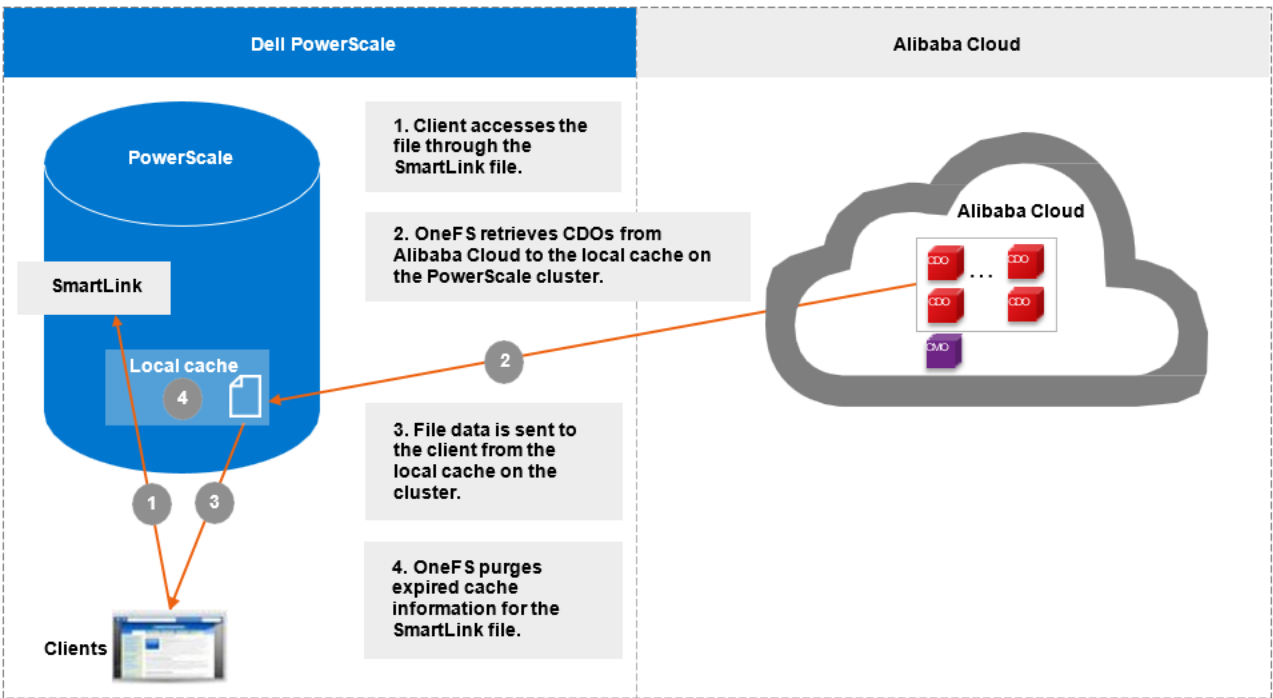 Dell PowerScale
Alibaba Cloud
PowerScale
SmartLink
Local cache
4
1
3
Clients
1. Client accesses the
file through the
SmartLink file.
2. OneFS retrieves CDOs from
Alibaba Cloud to the local cache on
the PowerScale cluster.
2
3. File data is sent to
the client from the
local cache on the
cluster.
4. OneFS purges
expired cache
information for the
SmartLink file.
Alibaba Cloud
CDO ... CDO
CDO CDO
CMO